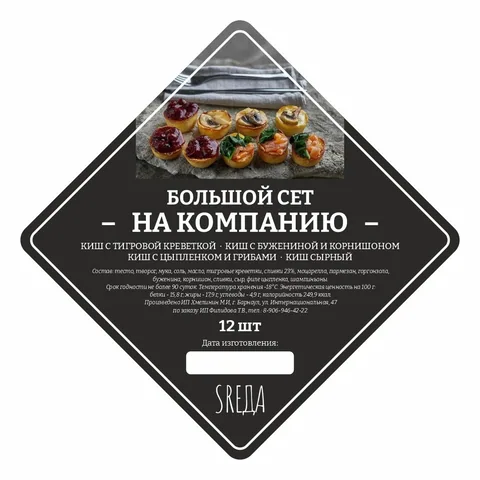 БОЛЬШОЙ СЕТ
– НА КОМПАНИЮ –
КИШ С ТИГРОВОЙ КРЕВЕТКОЙ · КИШ С БУЖЕНИНОЙ И КОРНИШОНОМ
КИШ С ЦЫПЛЕНКОМ И ГРИБАМИ · КИШ СЫРНЫЙ
Состав: тесто, творог, мука, соль, масло, тигровые креветки, сливки 23%, моцарелла, пармезан, горгонзола,
буженина, корнишон, сливки, сыр, филе цыпленка, шампиньоны.
Срок годности не более 90 суток. Температура хранения -18°С. Энергетическая ценность на 100 г:
белки - 15,8 г; жиры - 17,9 г; углеводы - 4,9 г; калорийность 249,9 ккал.
Произведено ИП Хмелинин М.И., г. Барнаул, ул. Интернациональная, 47
по заказу ИП Филидова Т.В., тел.: 8-906-946-42-22
12 шт
Дата изготовления:
SREДА